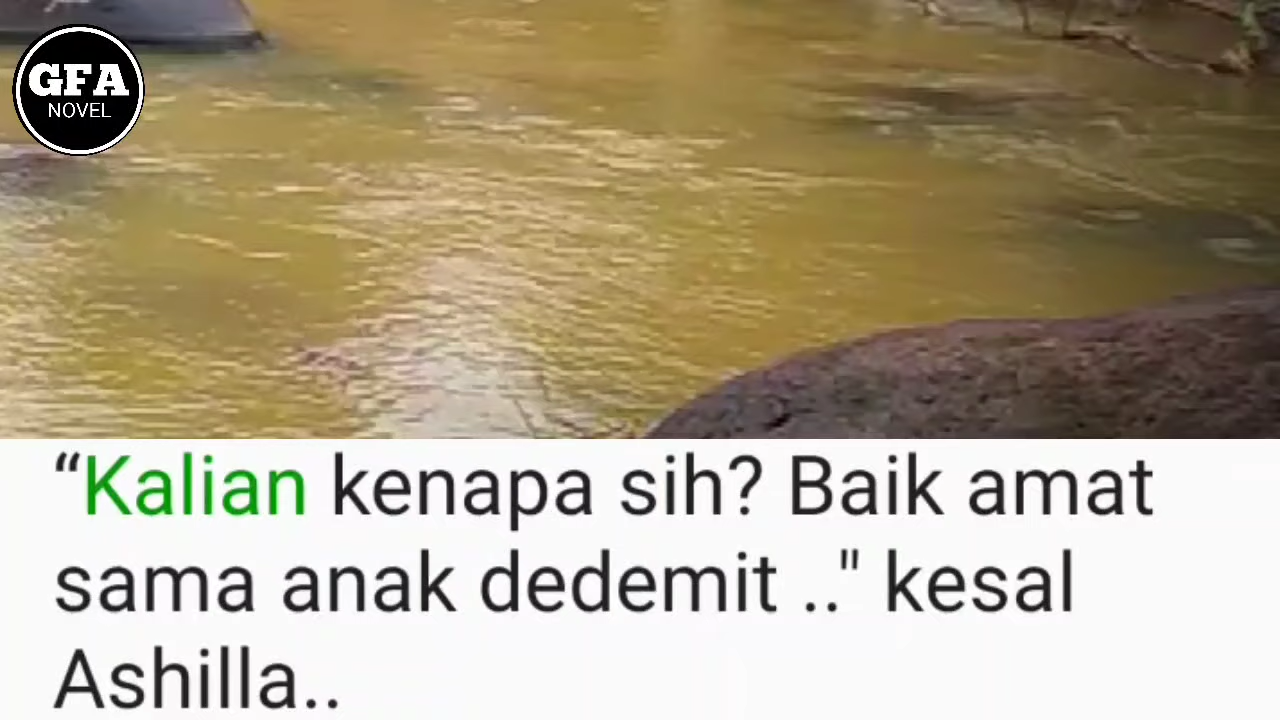 GFA
NOVEL
“Kalian kenapa sih? Baik amat
sama anak dedemit .." kesal
Ashilla..